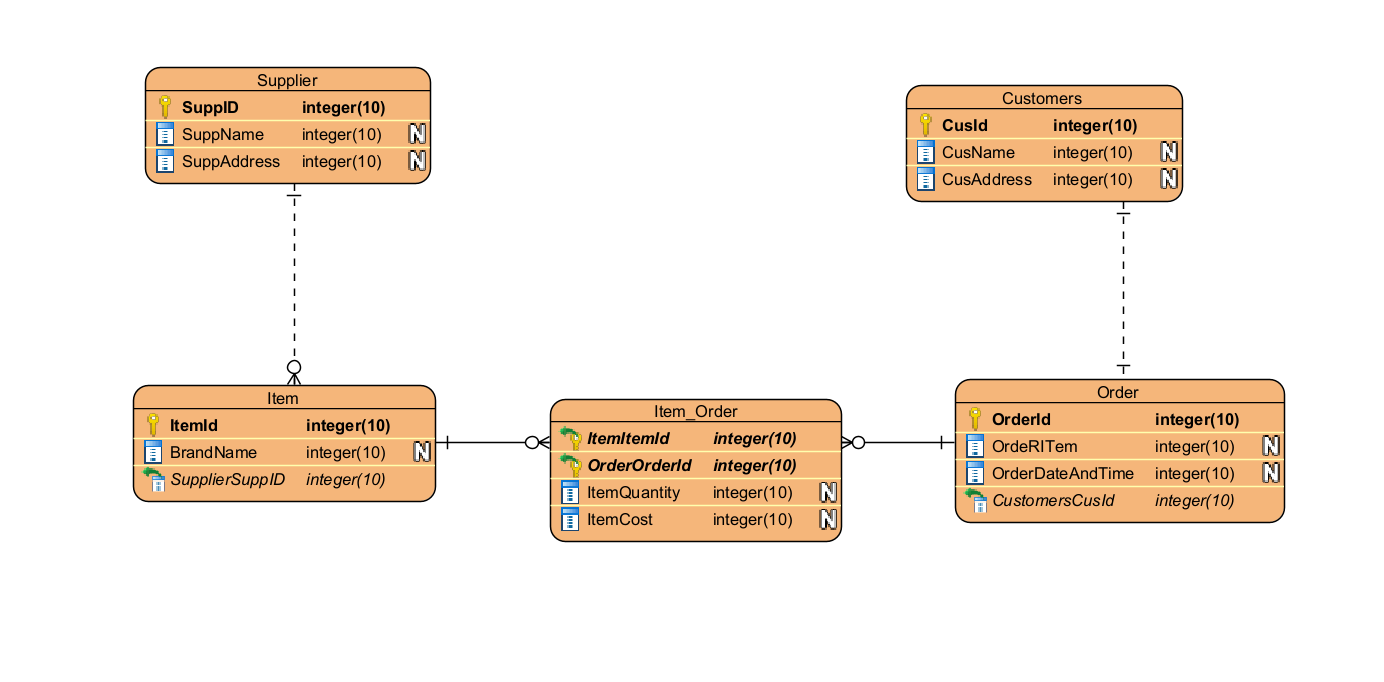 Supplier
SuppID integer(10)
SuppName integer(10) N
SuppAddress integer(10) N
Customers
CusId integer(10)
CusName integer(10) N
CusAddress integer(10) N
Item
ItemId integer(10)
BrandName integer(10) N
SupplierSuppID integer(10)
Item_Order
ItemItemId integer(10)
OrderOrderId integer(10)
ItemQuantity integer(10) N
ItemCost integer(10) N
Order
OrderId integer(10)
OrdeRITem integer(10) N
OrderDateAndTime integer(10) N
CustomersCusId integer(10)